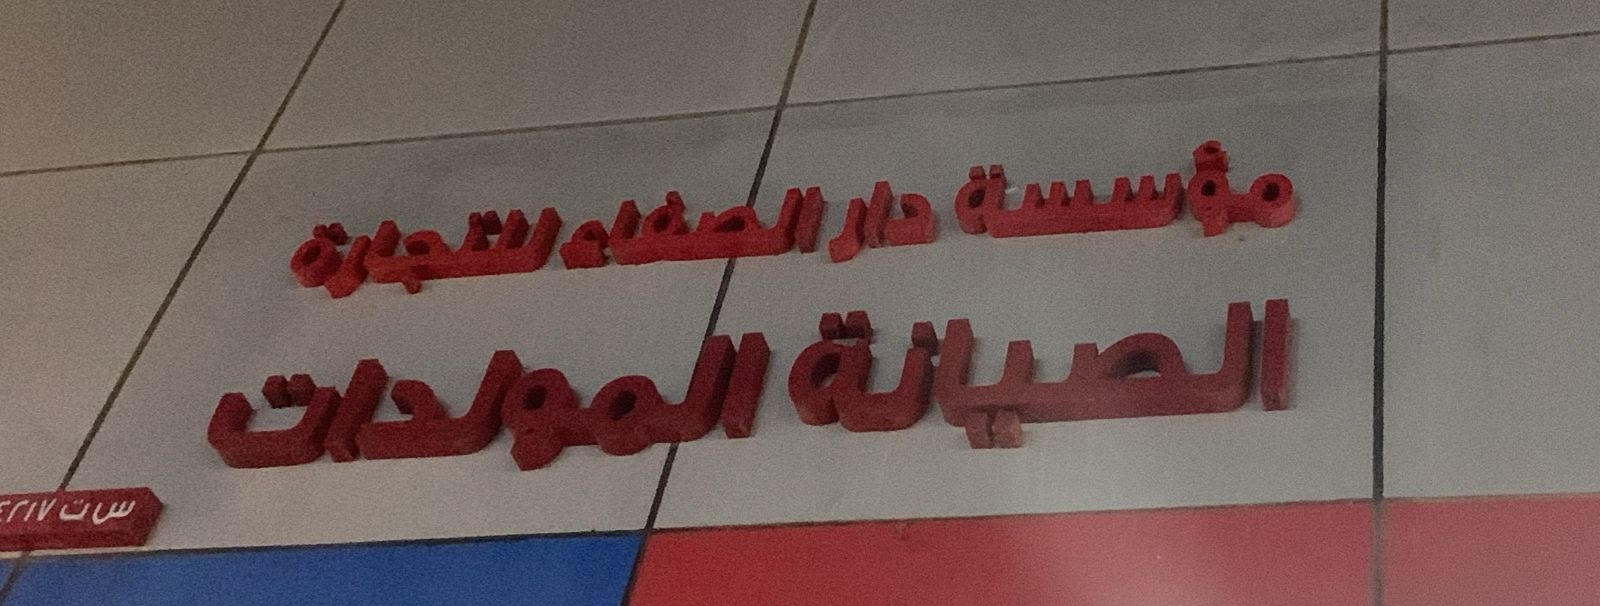 مؤسسة دار الصفاء للتجارة
الصيانة المولدات
س ت